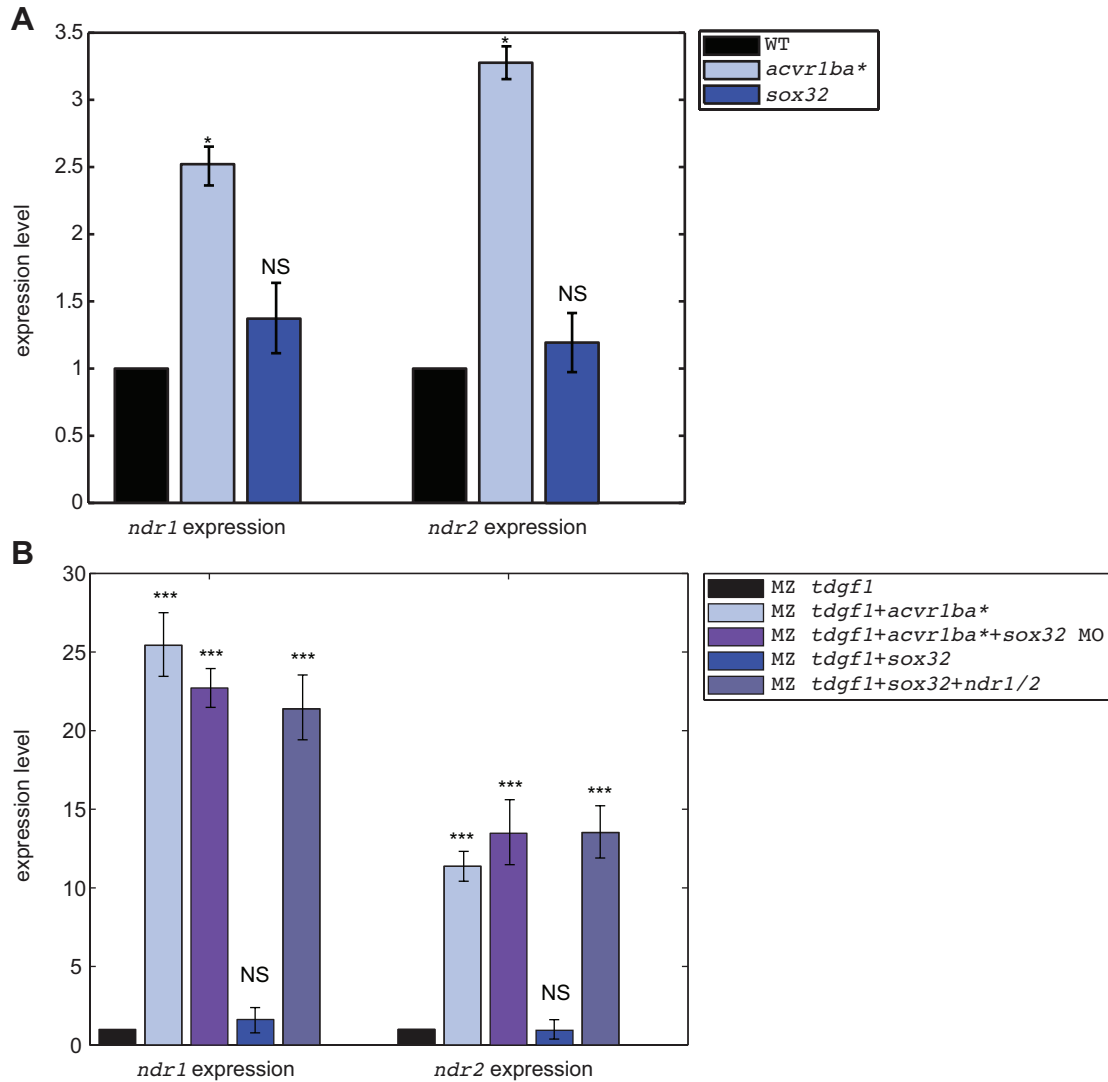 A
3.5
3
2.5
2
1.5
1
0.5
0
expression level
*
NS
*
NS
ndr1 expression
ndr2 expression
WT
acvr1ba*
sox32
B
30
25
20
15
10
5
0
expression level
***
***
NS
***
***
***
NS
***
ndr1 expression
ndr2 expression
MZ tdgf1
MZ tdgf1+acvr1ba*
MZ tdgf1+acvr1ba*+sox32 MO
MZ tdgf1+sox32
MZ tdgf1+sox32+ndr1/2